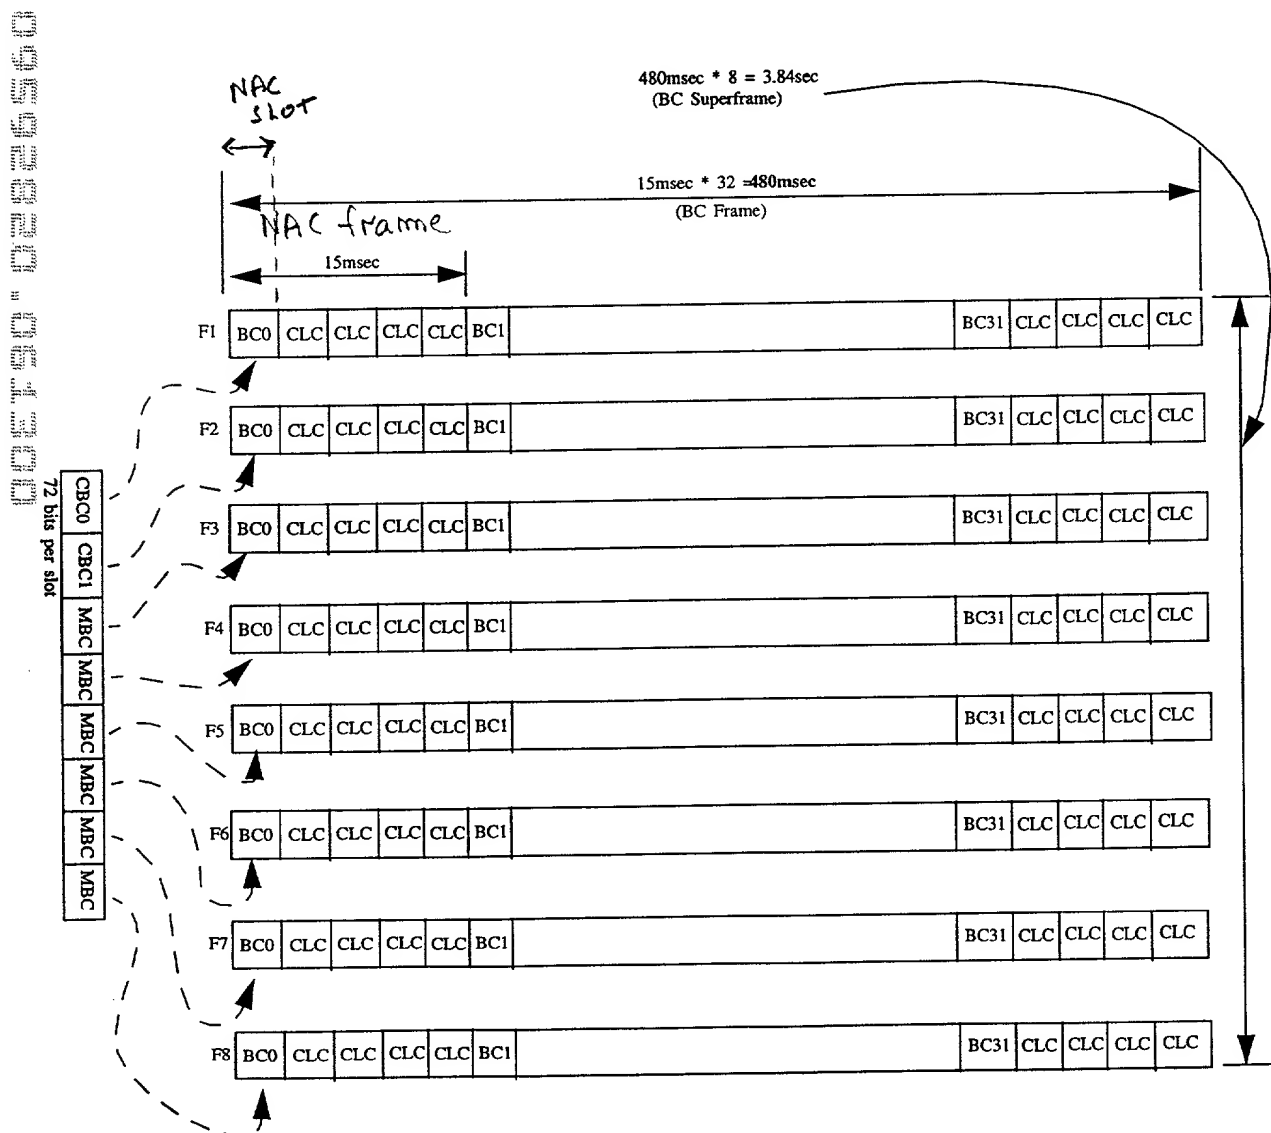 09592820.061300
NAC
SLOT
480msec * 8 = 3.84sec
(BC Superframe)
15msec * 32 =480msec
(BC Frame)
NAC frame
15msec
F1 BC0 CLC CLC CLC CLC BC1 BC31 CLC CLC CLC CLC
F2 BC0 CLC CLC CLC CLC BC1 BC31 CLC CLC CLC CLC
F3 BC0 CLC CLC CLC CLC BC1 BC31 CLC CLC CLC CLC
F4 BC0 CLC CLC CLC CLC BC1 BC31 CLC CLC CLC CLC
F5 BC0 CLC CLC CLC CLC BC1 BC31 CLC CLC CLC CLC
F6 BC0 CLC CLC CLC CLC BC1 BC31 CLC CLC CLC CLC
F7 BC0 CLC CLC CLC CLC BC1 BC31 CLC CLC CLC CLC
F8 BC0 CLC CLC CLC CLC BC1 BC31 CLC CLC CLC CLC
CBC0 CBC1 MBC MBC MBC MBC MBC MBC
72 bits per slot